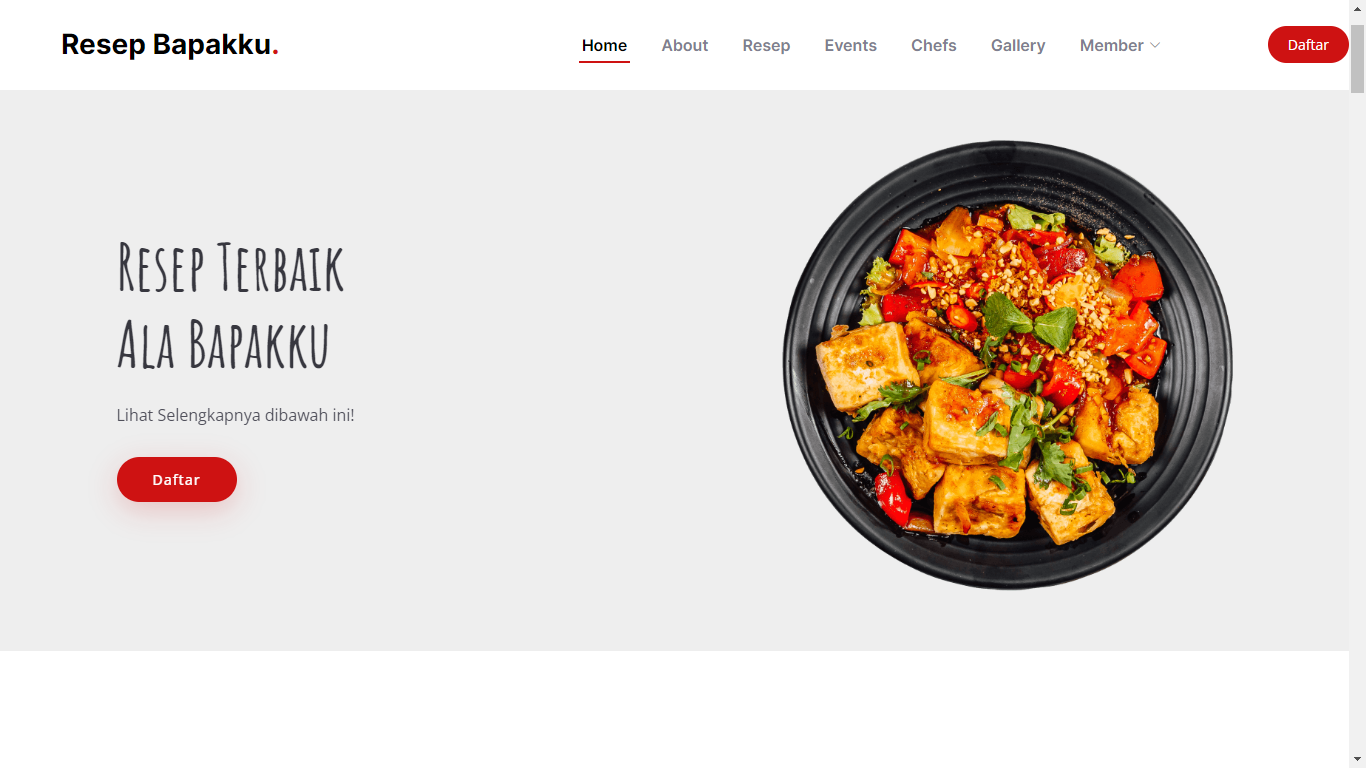 Resep Bapakku.
Home About Resep Events Chefs Gallery Member
Daftar
Resep Terbaik
Ala Bapakku
Lihat Selengkapnya dibawah ini!
Daftar